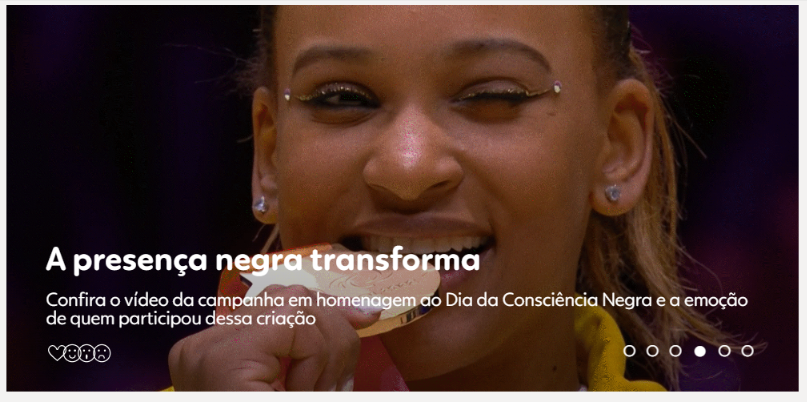 A presença negra transforma
Confira o vídeo da campanha em homenagem ao Dia da Consciência Negra e a emoção
de quem participou dessa criação